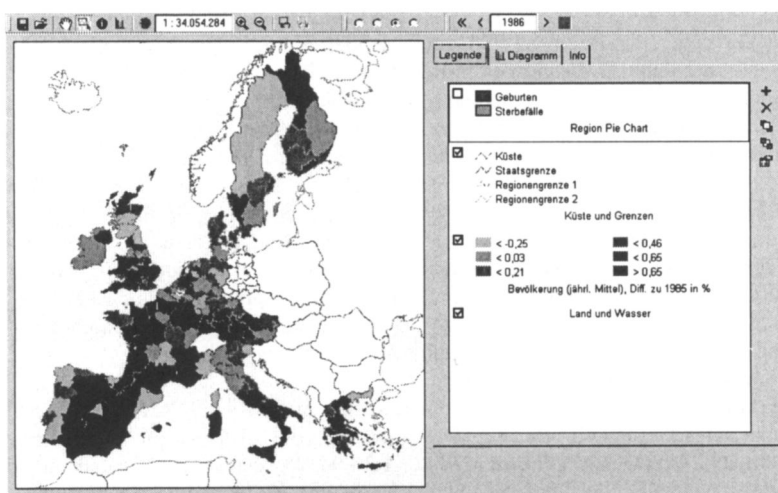 1 : 34.054.284
1986
Legende
Diagramm
Info
Geburten
Sterbefälle
Region Pie Chart
Küste
Staatsgrenze
Regionengrenze 1
Regionengrenze 2
Küste und Grenzen
< -0,25 < 0,46
< 0,03 < 0,65
< 0,21 > 0,65
Bevölkerung (jährl. Mittel), Diff. zu 1985 in %
Land und Wasser